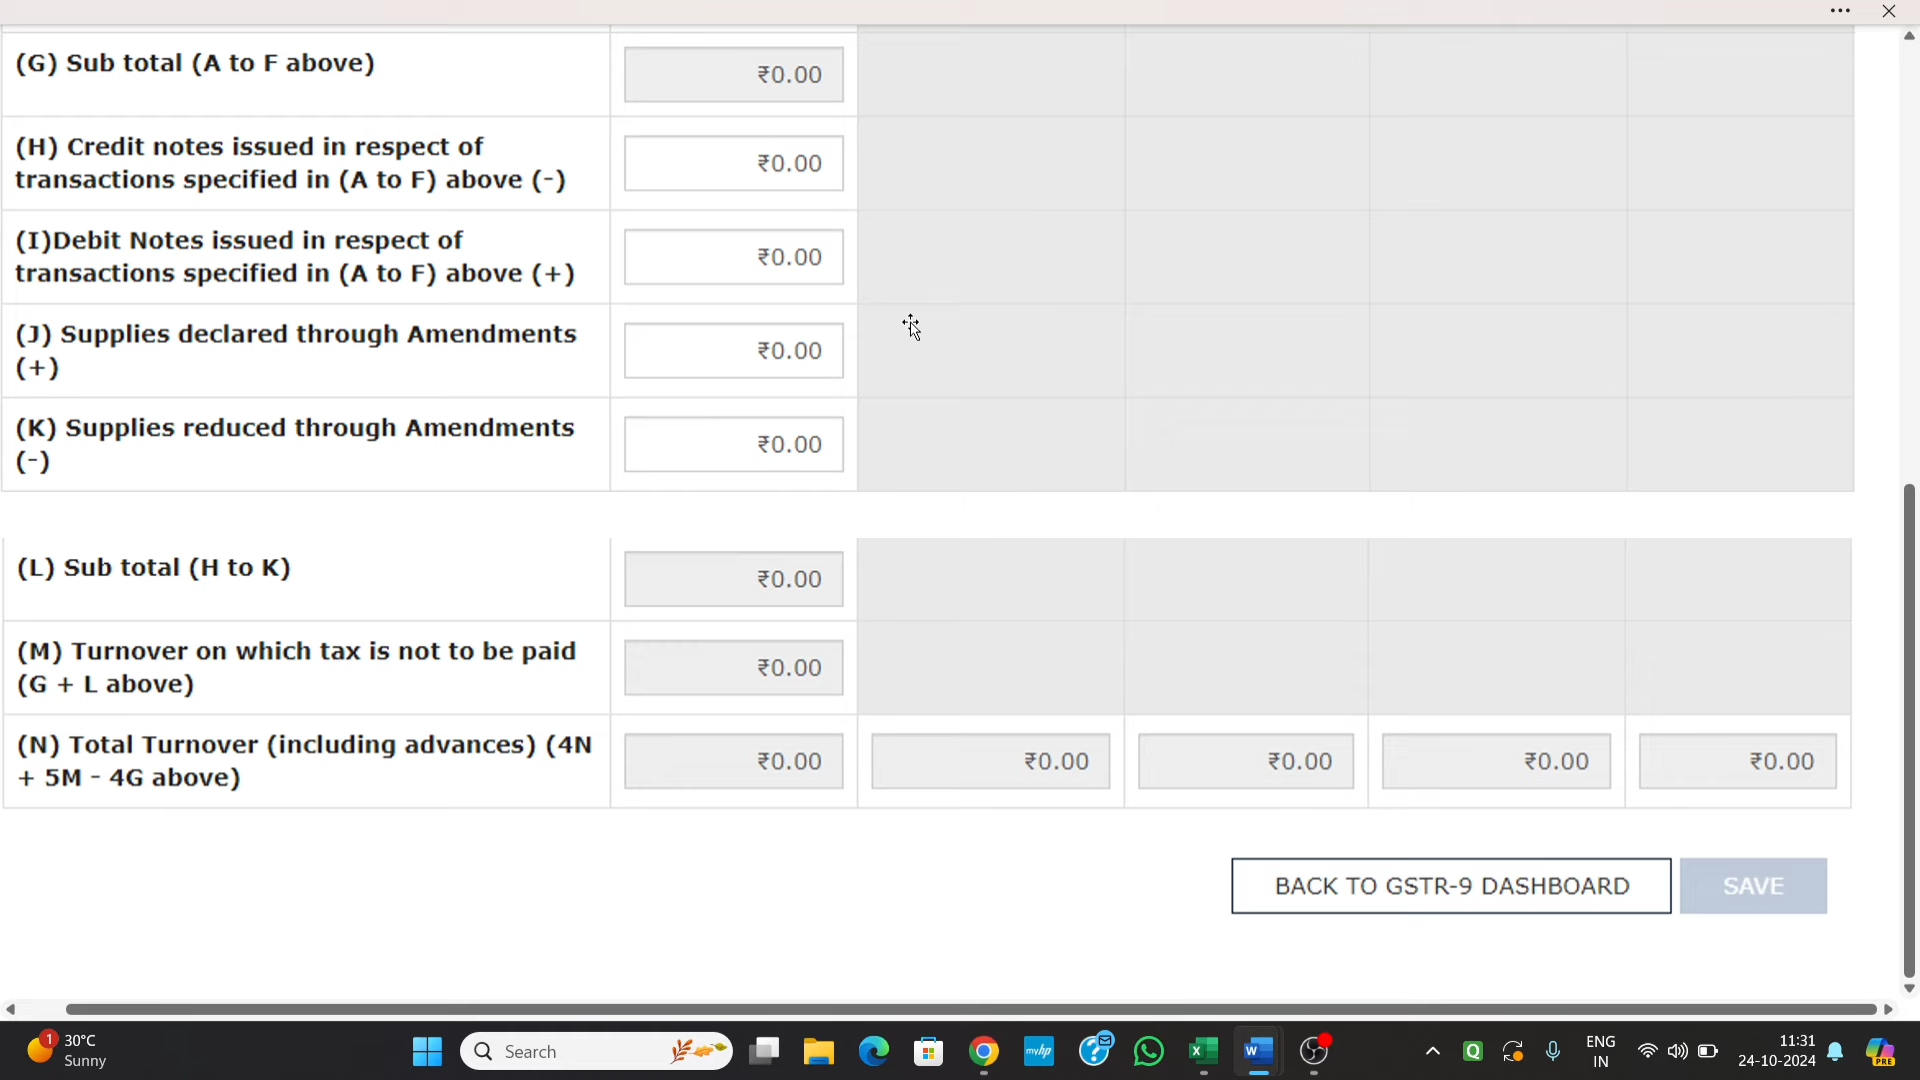 (G) Sub total (A to F above)
₹0.00
(H) Credit notes issued in respect of
transactions specified in (A to F) above (-)
₹0.00
(I)Debit Notes issued in respect of
transactions specified in (A to F) above (+)
₹0.00
(J) Supplies declared through Amendments
(+)
₹0.00
(K) Supplies reduced through Amendments
(-)
₹0.00
(L) Sub total (H to K)
₹0.00
(M) Turnover on which tax is not to be paid
(G + L above)
₹0.00
(N) Total Turnover (including advances) (4N
+ 5M - 4G above)
₹0.00 ₹0.00 ₹0.00 ₹0.00 ₹0.00
BACK TO GSTR-9 DASHBOARD SAVE
1
30°C
Sunny
Search
myhp
ENG
IN
11:31
24-10-2024
PRE